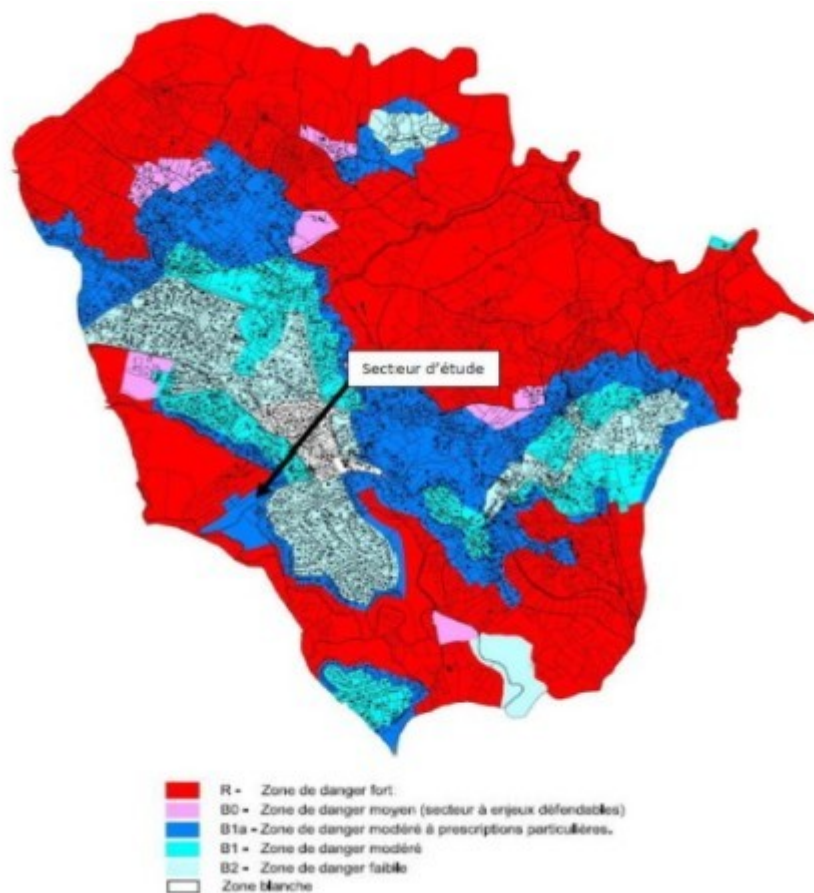 Secteur d'étude
R - Zone de danger fort
B0 - Zone de danger moyen (secteur à enjeux défendables)
B1a - Zone de danger modéré à prescriptions particulières.
B1 - Zone de danger modéré
B2 - Zone de danger faibile
Zone blanche